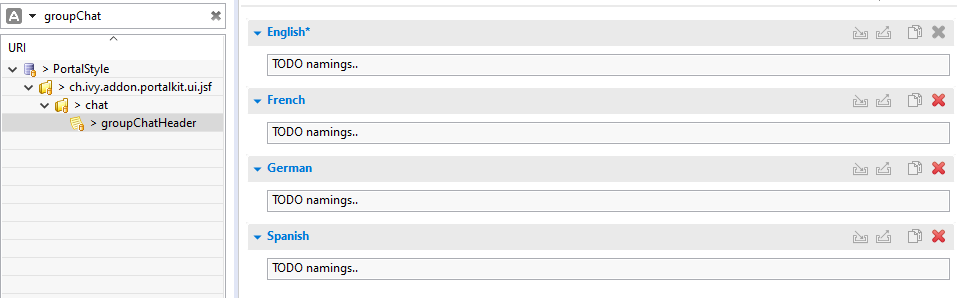 groupChat
URI
> PortalStyle
> ch.ivy.addon.portalkit.ui.jsf
> chat
> groupChatHeader
English*
TODO namings..
French
TODO namings..
German
TODO namings..
Spanish
TODO namings..